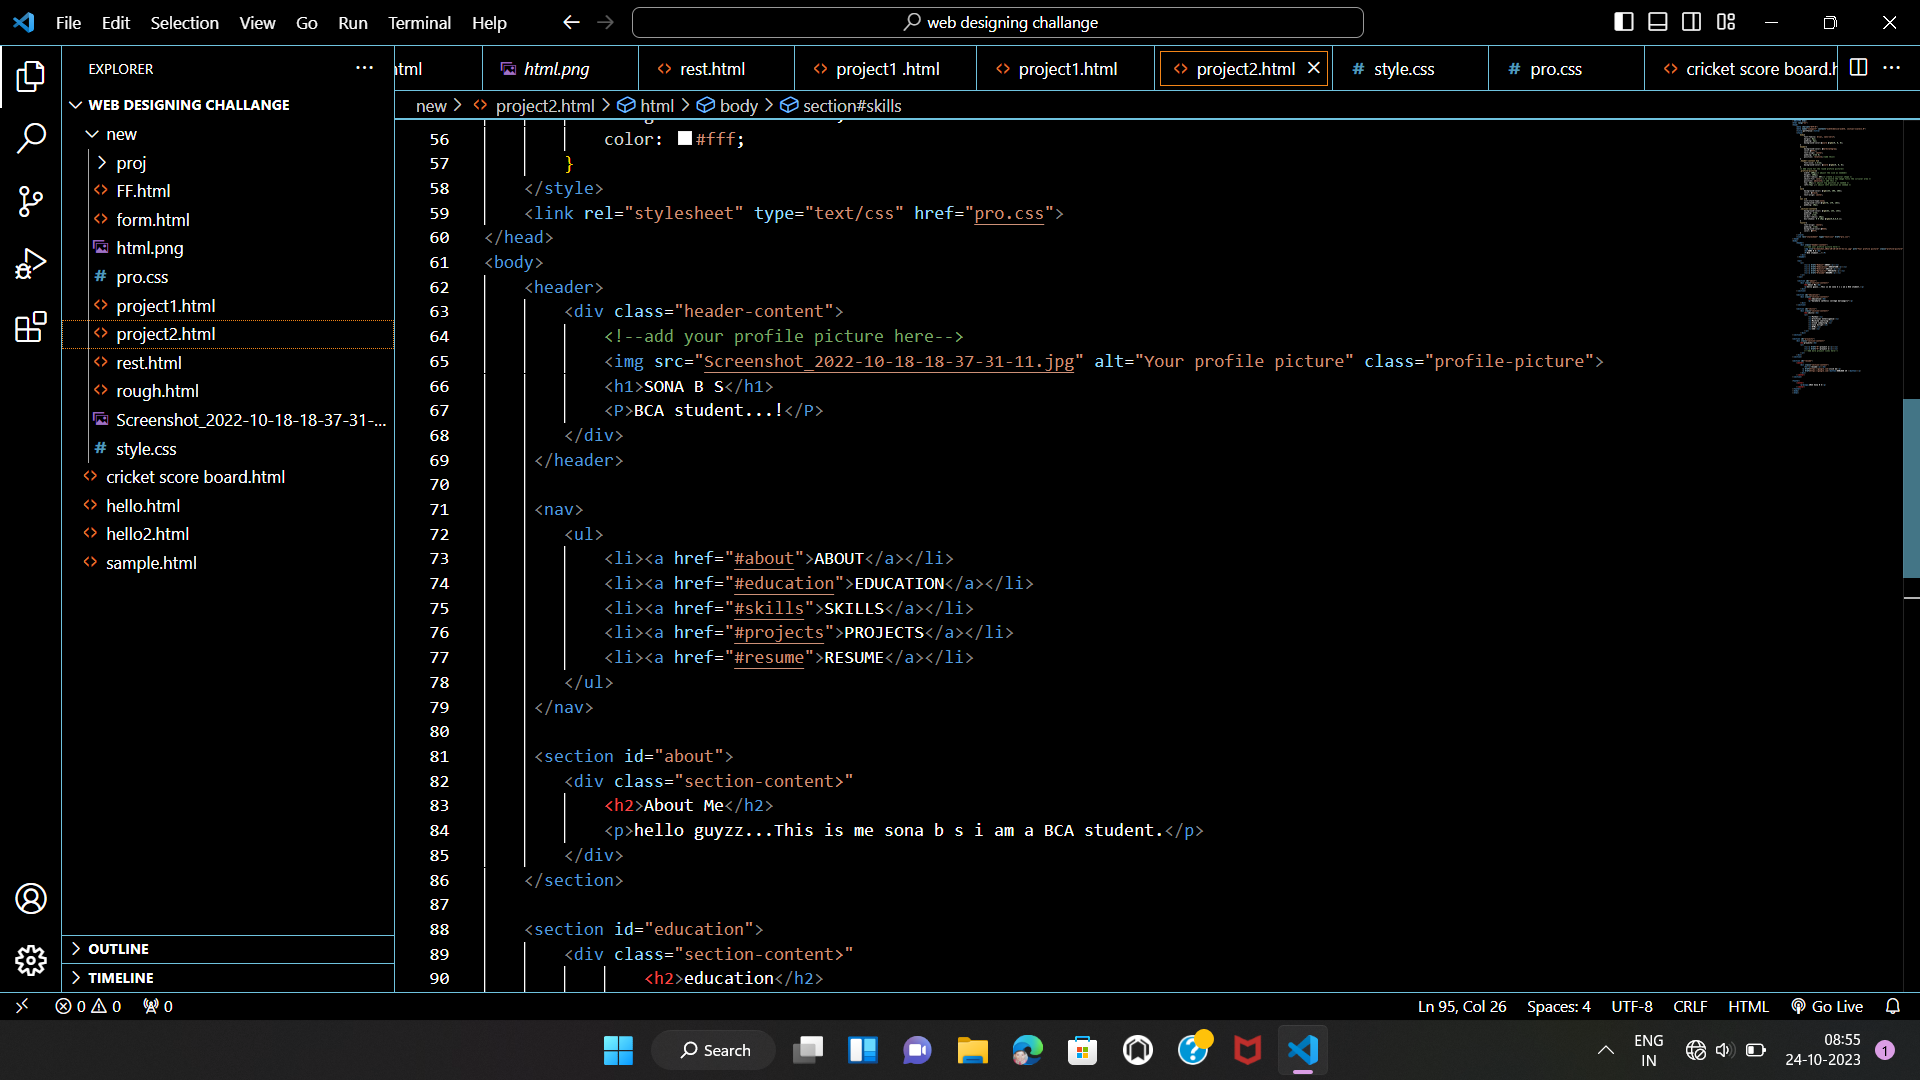 File Edit Selection View Go Run Terminal Help
web designing challange
EXPLORER
WEB DESIGNING CHALLANGE
new
proj
FF.html
form.html
html.png
pro.css
project1.html
project2.html
rest.html
rough.html
Screenshot_2022-10-18-18-37-31-...
style.css
cricket score board.html
hello.html
hello2.html
sample.html
OUTLINE
TIMELINE
html.png rest.html project1 .html project1.html project2.html style.css pro.css cricket score board.h
new > project2.html > html > body > section#skills
56 color: #fff;
57 }
58 </style>
59 <link rel="stylesheet" type="text/css" href="pro.css">
60 </head>
61 <body>
62 <header>
63 <div class="header-content">
64 <!--add your profile picture here-->
65 <img src="Screenshot_2022-10-18-18-37-31-11.jpg" alt="Your profile picture" class="profile-picture">
66 <h1>SONA B S</h1>
67 <P>BCA student...!</P>
68 </div>
69 </header>
70
71 <nav>
72 <ul>
73 <li><a href="#about">ABOUT</a></li>
74 <li><a href="#education">EDUCATION</a></li>
75 <li><a href="#skills">SKILLS</a></li>
76 <li><a href="#projects">PROJECTS</a></li>
77 <li><a href="#resume">RESUME</a></li>
78 </ul>
79 </nav>
80
81 <section id="about">
82 <div class="section-content>"
83 <h2>About Me</h2>
84 <p>hello guyzz...This is me sona b s i am a BCA student.</p>
85 </div>
86 </section>
87
88 <section id="education">
89 <div class="section-content>"
90 <h2>education</h2>
0 0 0
Ln 95, Col 26 Spaces: 4 UTF-8 CRLF HTML Go Live
Search
ENG
IN
08:55
24-10-2023
1